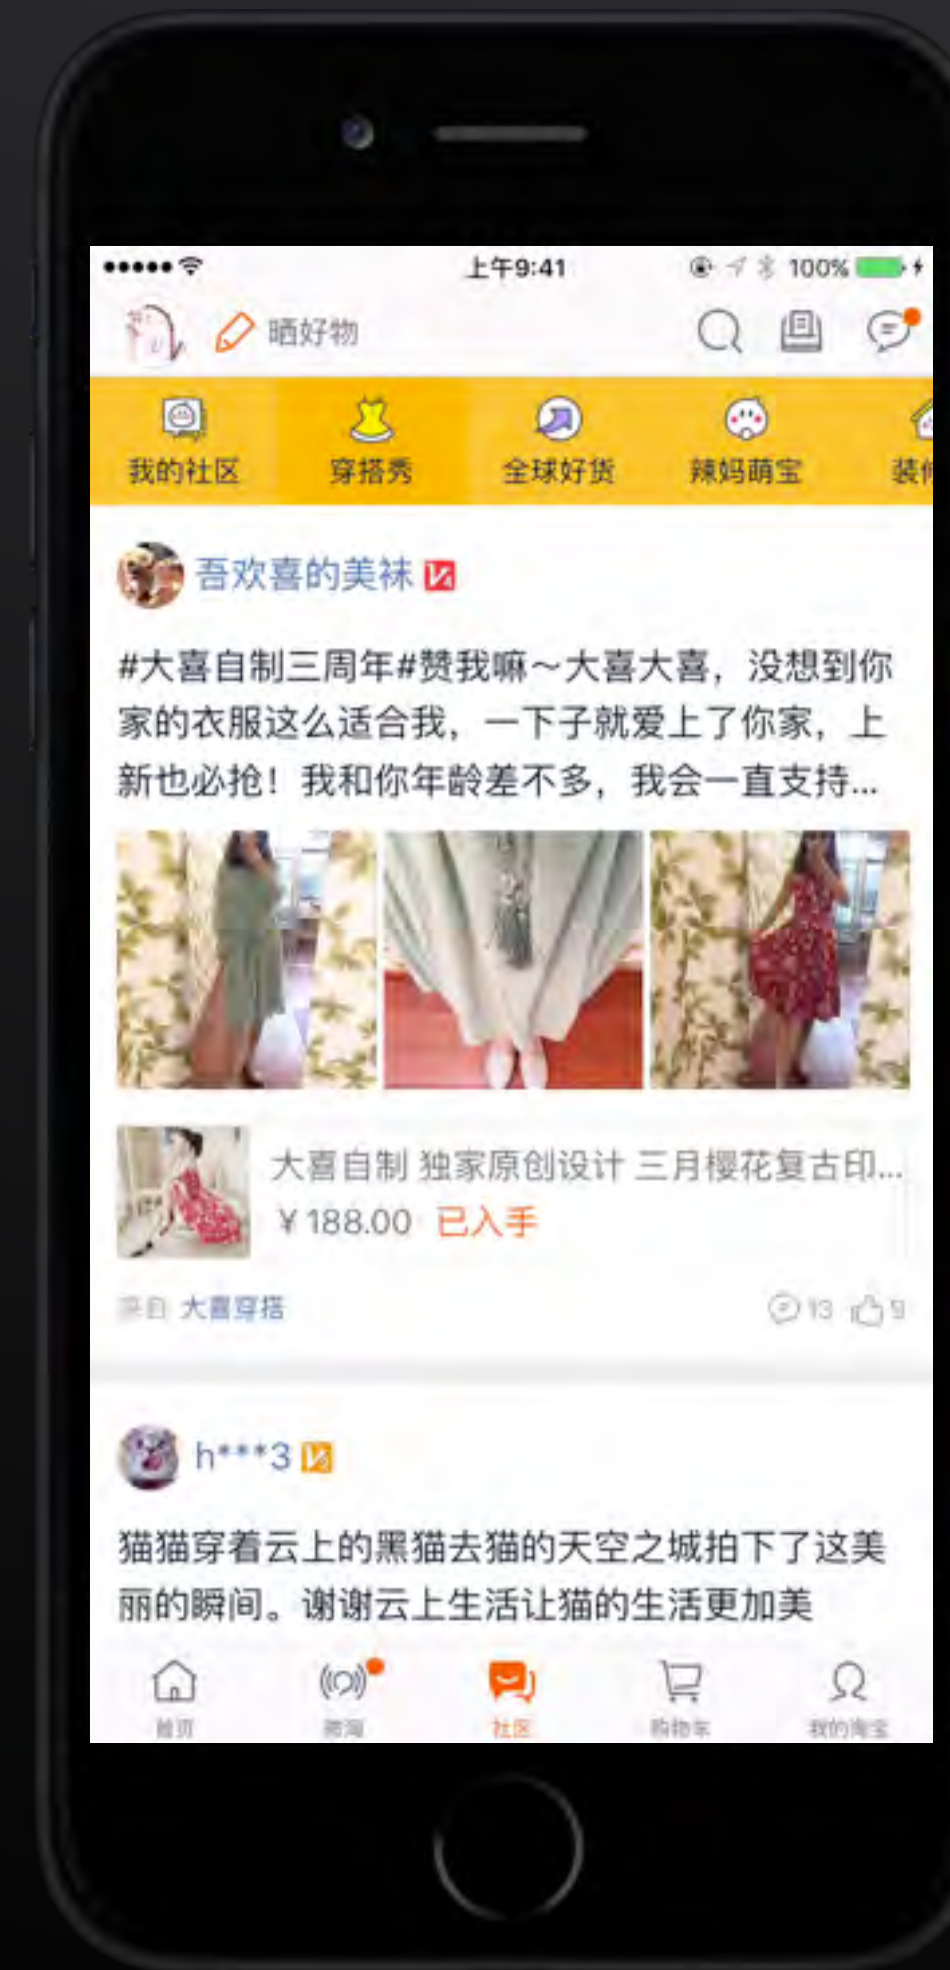 上午9:41
100%
晒好物
我的社区
穿搭秀
全球好货
辣妈萌宝
装修
吾欢喜的美袜
#大喜自制三周年#赞我嘛～大喜大喜，没想到你
家的衣服这么适合我，一下子就爱上了你家，上
新也必抢！我和你年龄差不多，我会一直支持...
大喜自制 独家原创设计 三月樱花复古印...
¥ 188.00 已入手
来自 大喜穿搭
13
9
h***3
猫猫穿着云上的黑猫去猫的天空之城拍下了这美
丽的瞬间。谢谢云上生活让猫的生活更加美
首页
社区
购物车
我的淘宝